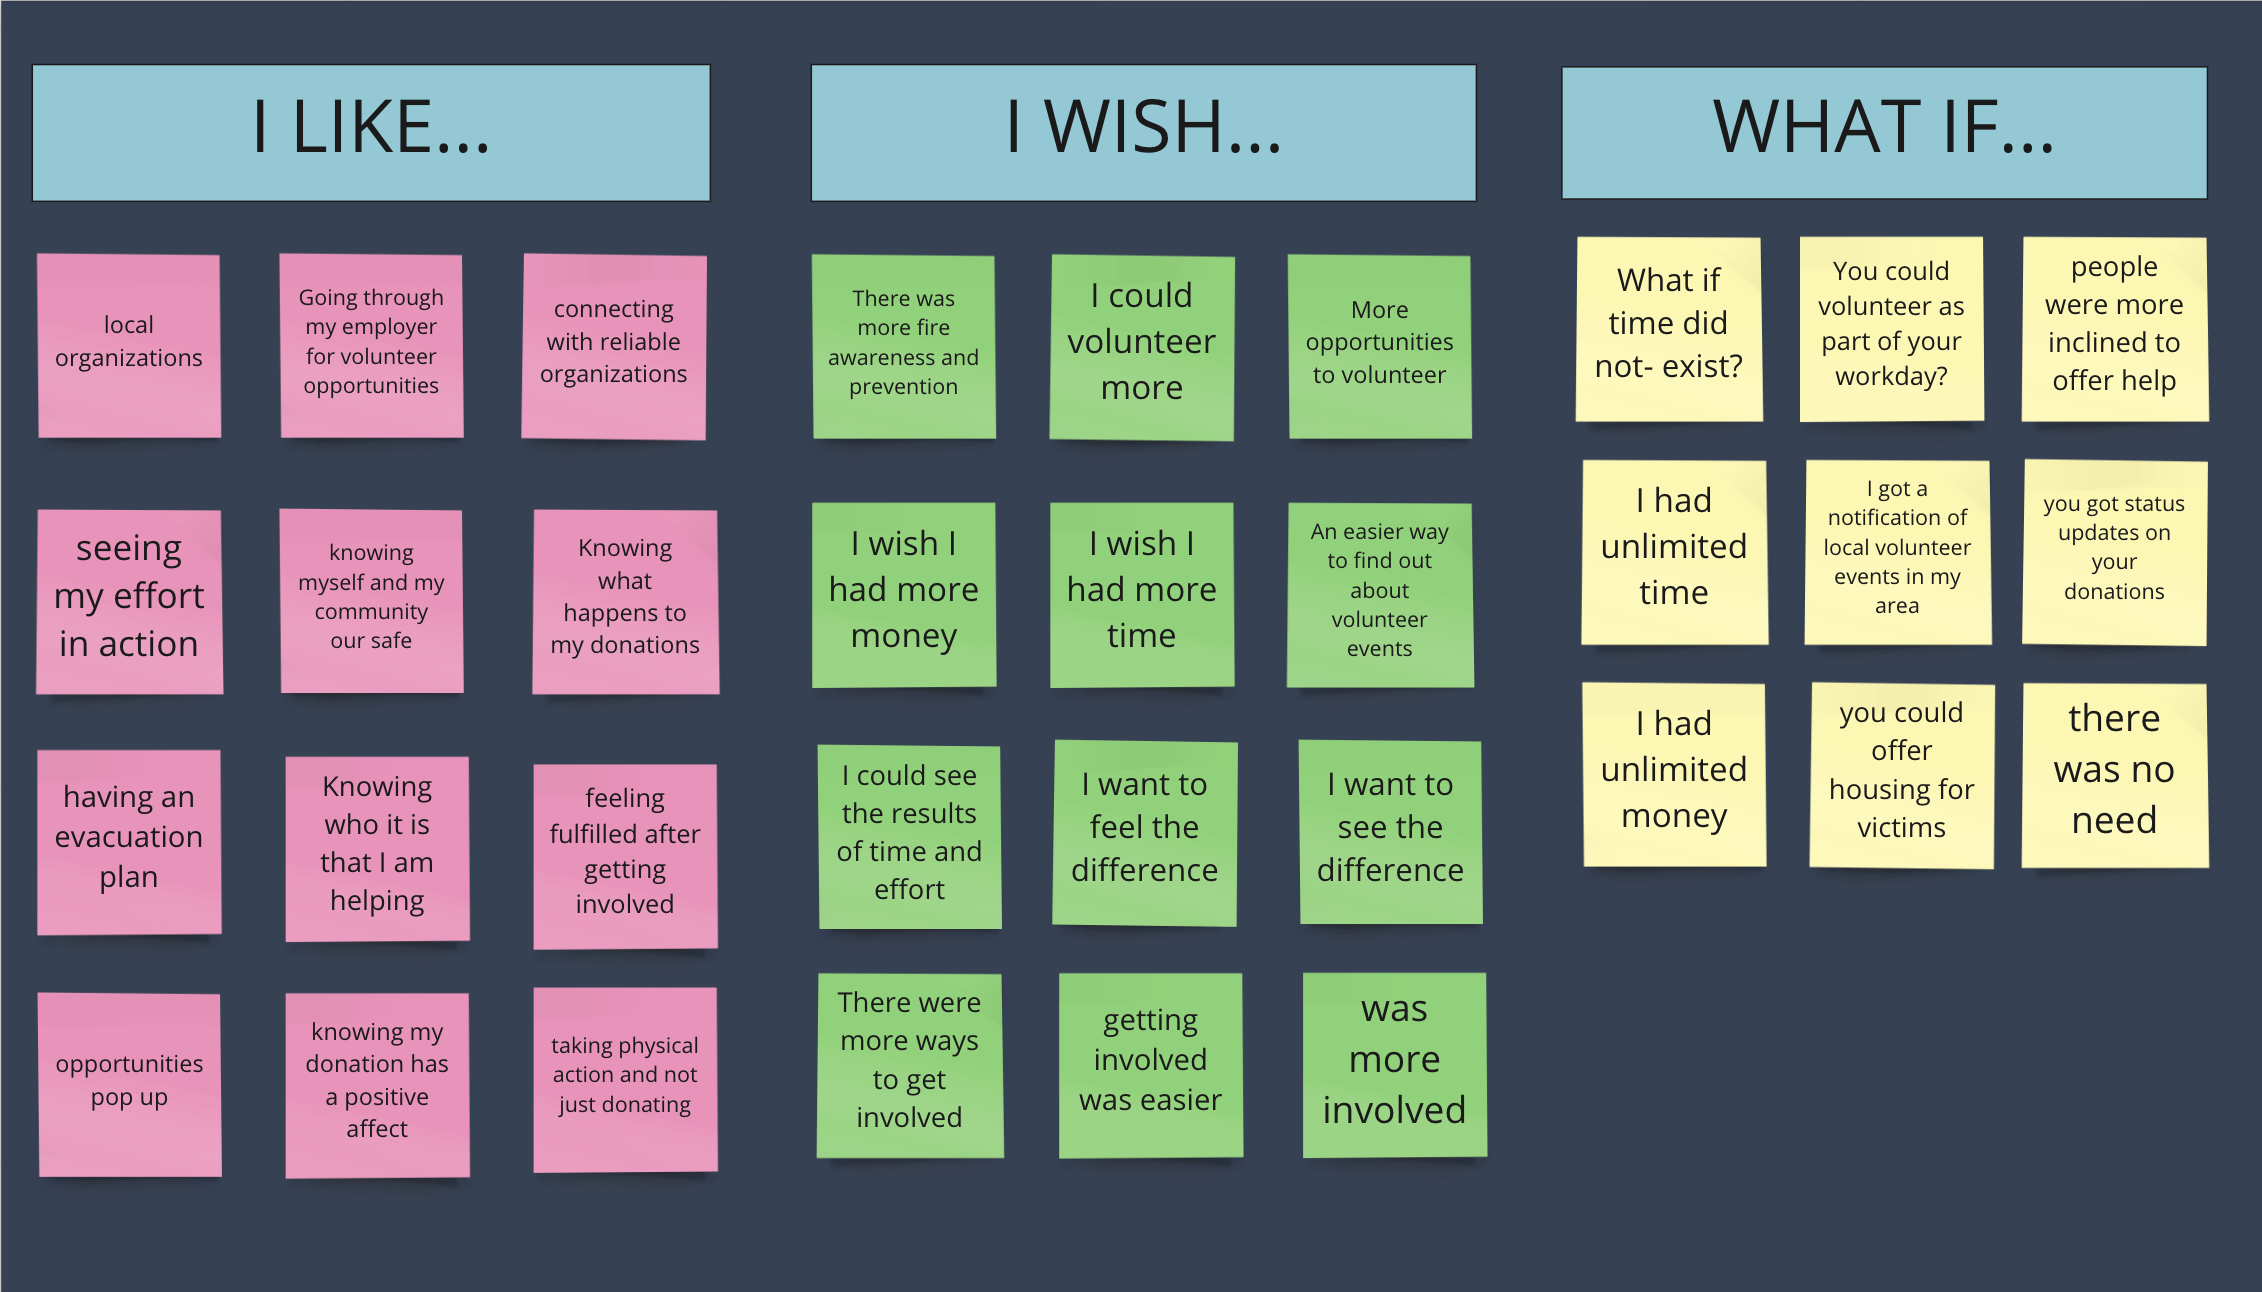 I LIKE...
local
organizations
Going through
my employer
for volunteer
opportunities
connecting
with reliable
organizations
seeing
my effort
in action
knowing
myself and my
community
our safe
Knowing
what
happens to
my donations
having an
evacuation
plan
Knowing
who it is
that I am
helping
feeling
fulfilled after
getting
involved
opportunities
pop up
knowing my
donation has
a positive
affect
taking physical
action and not
just donating
I WISH...
There was
more fire
awareness and
prevention
I could
volunteer
more
More
opportunities
to volunteer
I wish I
had more
money
I wish I
had more
time
An easier way
to find out
about
volunteer
events
I could see
the results
of time and
effort
I want to
feel the
difference
I want to
see the
difference
There were
more ways
to get
involved
getting
involved
was easier
was
more
involved
WHAT IF...
What if
time did
not- exist?
You could
volunteer as
part of your
workday?
people
were more
inclined to
offer help
I had
unlimited
time
I got a
notification of
local volunteer
events in my
area
you got status
updates on
your
donations
I had
unlimited
money
you could
offer
housing for
victims
there
was no
need